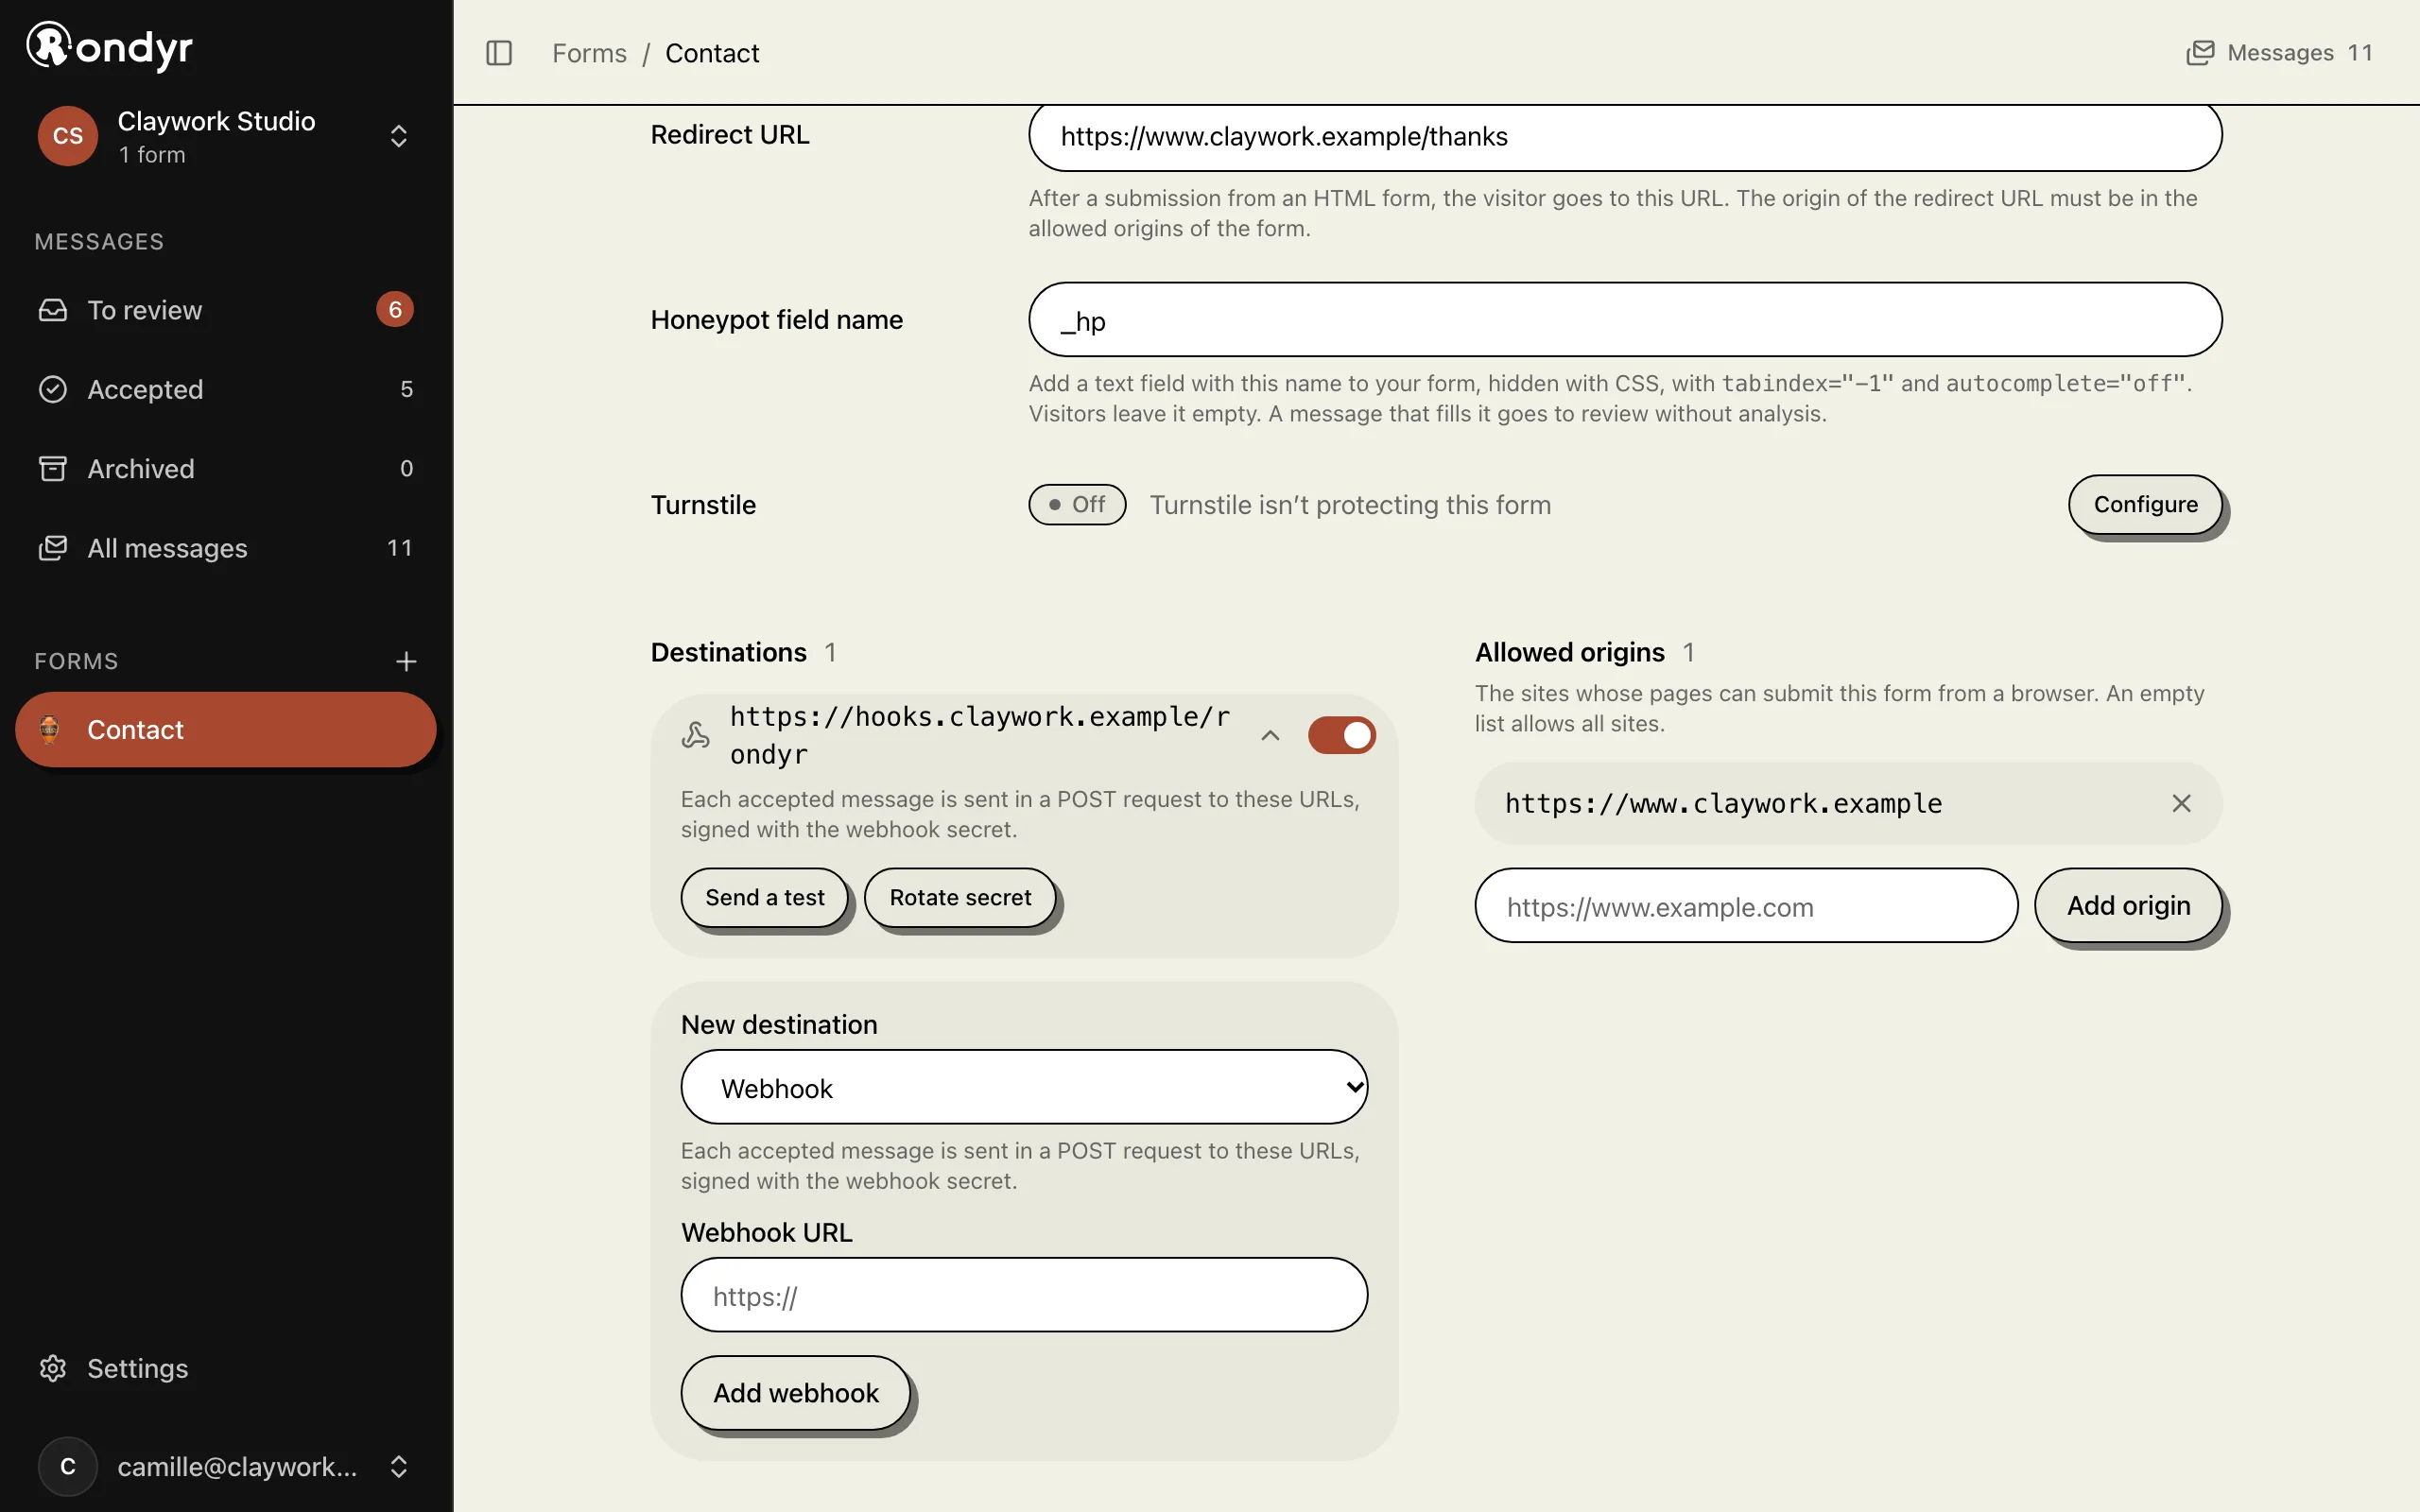 Rondyr
CS
Claywork Studio
1 form
MESSAGES
To review 6
Accepted 5
Archived 0
All messages 11
FORMS
Contact
Settings
C
camille@claywork...
Forms / Contact
Messages 11
Redirect URL
https://www.claywork.example/thanks
After a submission from an HTML form, the visitor goes to this URL. The origin of the redirect URL must be in the
allowed origins of the form.
Honeypot field name
_hp
Add a text field with this name to your form, hidden with CSS, with tabindex="-1" and autocomplete="off".
Visitors leave it empty. A message that fills it goes to review without analysis.
Turnstile
Off
Turnstile isn’t protecting this form
Configure
Destinations 1
https://hooks.claywork.example/r
ondyr
Each accepted message is sent in a POST request to these URLs,
signed with the webhook secret.
Send a test
Rotate secret
New destination
Webhook
Each accepted message is sent in a POST request to these URLs,
signed with the webhook secret.
Webhook URL
https://
Add webhook
Allowed origins 1
The sites whose pages can submit this form from a browser. An empty
list allows all sites.
https://www.claywork.example
https://www.example.com
Add origin